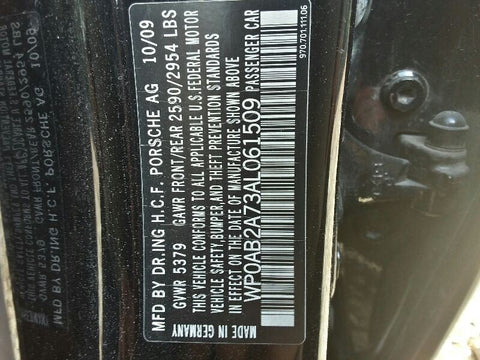 MFD BY DR.ING H.C.F. PORSCHE AG 10/09
GVWR 5379 GAWR FRONT/REAR 2590/2954 LBS
THIS VEHICLE CONFORMS TO ALL APPLICABLE U.S.FEDERAL MOTOR
VEHICLE SAFETY,BUMPER,AND THEFT PREVENTION STANDARDS
IN EFFECT ON THE DATE OF MANUFACTURE SHOWN ABOVE
WP0AB2A73AL061509 PASSENGER CAR
MADE IN GERMANY
970.701.111.06